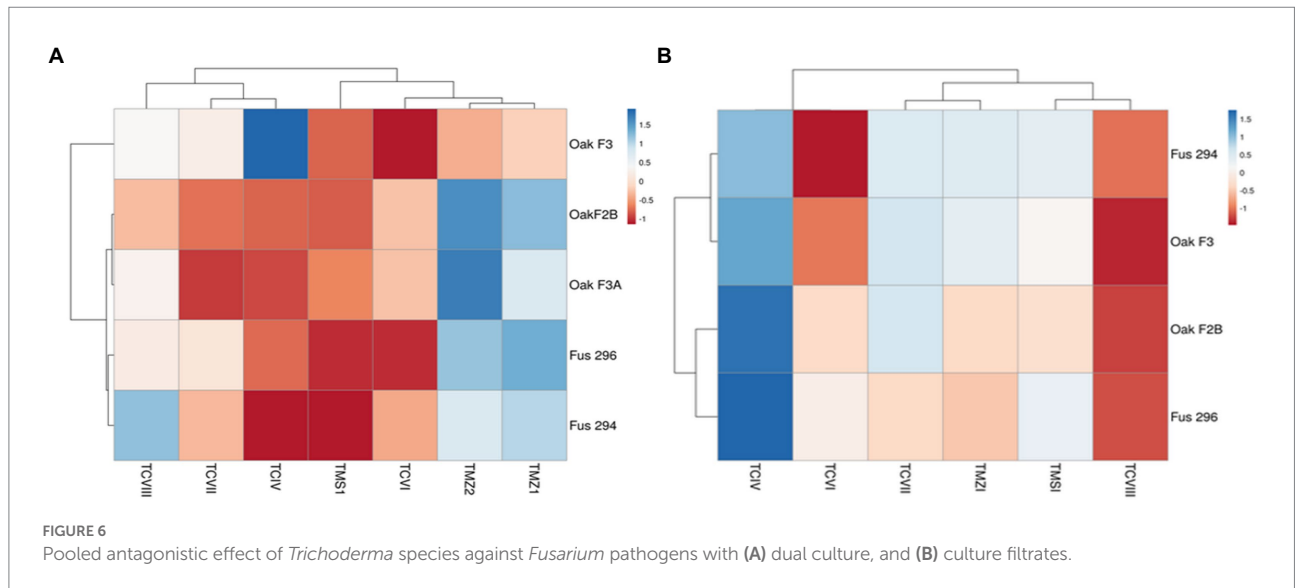 A
B
1.5
1
0.5
0
-0.5
-1
Oak F3
OakF2B
Oak F3A
Fus 296
Fus 294
TCVIII
TCVII
TCIV
TMS1
TCVI
TMZ2
TMZ1
1.5
1
0.5
0
-0.5
-1
Fus 294
Oak F3
Oak F2B
Fus 296
TCIV
TCVI
TCVII
TMZI
TMSI
TCVIII
FIGURE 6
Pooled antagonistic effect of Trichoderma species against Fusarium pathogens with (A) dual culture, and (B) culture filtrates.